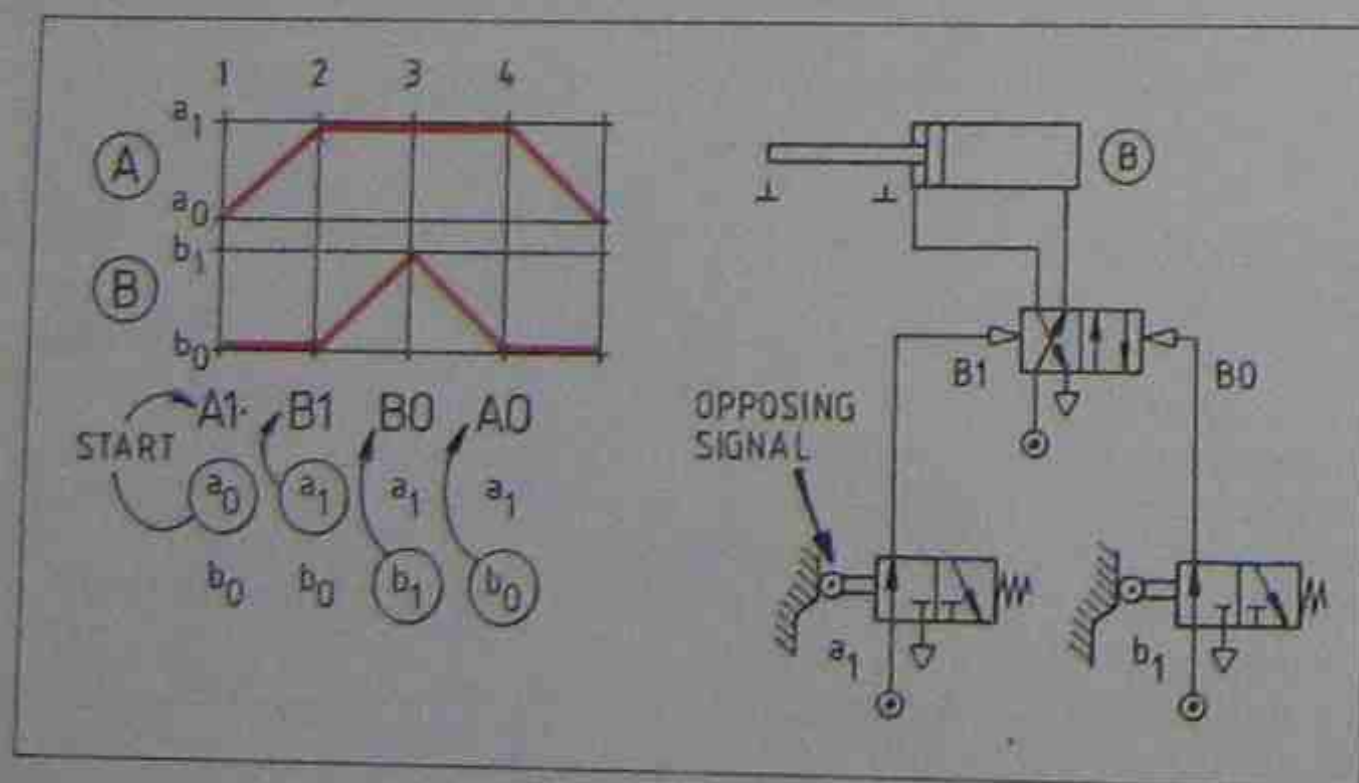 1 2 3 4
a1
A
a0
b1
B
b0
A1 B1 B0 A0
START
a0 a1 a1 a1
b0 b0 b1 b0
B
B1
B0
OPPOSING
SIGNAL
a1
b1